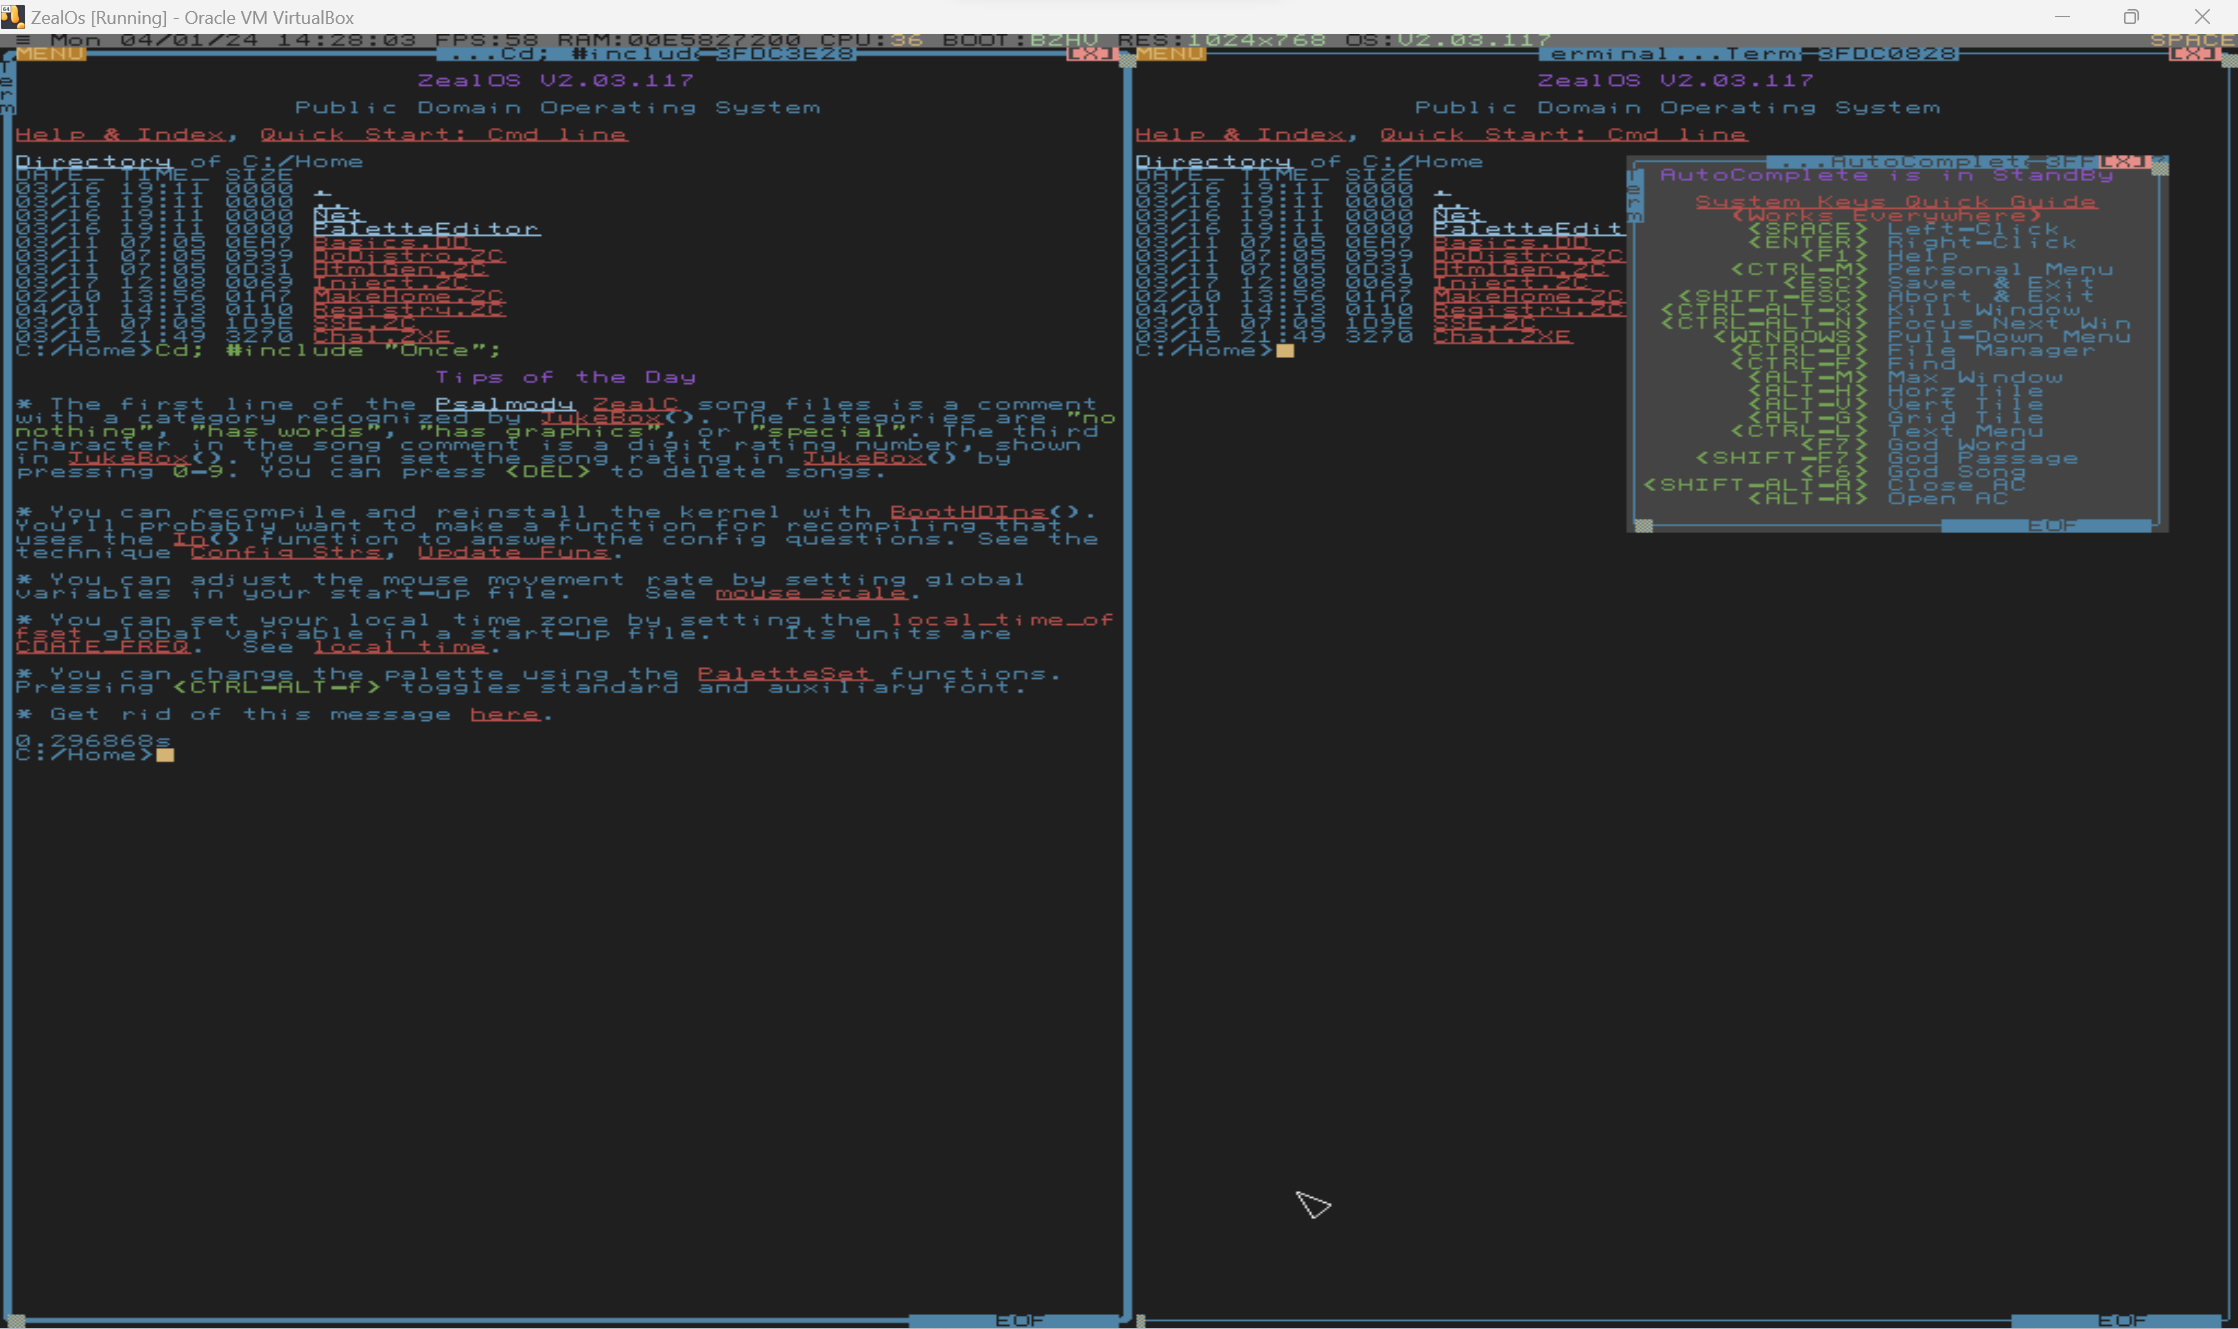 ZealOs [Running] - Oracle VM VirtualBox
Mon 04/01/24 14:28:03 FPS:58 RAM:00E5827200 CPU:36 BOOT:B2HV RES:1024x768 OS:V2.03.117 SPACE
MENU ...Cd; #include 3FDC3E28 [X]
Term
ZealOS V2.03.117
Public Domain Operating System
Help & Index, Quick Start: Cmd line
Directory of C:/Home
DATE_ TIME_ SIZE
03/16 19:11 0000 .
03/16 19:11 0000 ..
03/16 19:11 0000 Net
03/16 19:11 0000 PaletteEditor
03/11 07:05 0EA7 Basics.DD
03/11 07:05 0999 DoDistro.ZC
03/11 07:05 0D31 HtmlGen.ZC
03/17 12:08 0069 Inject.ZC
02/10 13:56 01A7 MakeHome.ZC
04/01 14:13 0110 Registry.ZC
03/11 07:05 1D9E SSE.ZC
03/15 21:49 3270 Chal.ZXE
C:/Home>Cd; #include "Once";
Tips of the Day
* The first line of the Psalmody ZealC song files is a comment
with a category recognized by JukeBox(). The categories are "no
nothing", "has words", "has graphics", or "special". The third
character in the song comment is a digit rating number, shown
in JukeBox(). You can set the song rating in JukeBox() by
pressing 0-9. You can press <DEL> to delete songs.
* You can recompile and reinstall the kernel with BootHDIns().
You'll probably want to make a function for recompiling that
uses the In() function to answer the config questions. See the
technique Config Strs, Update Funs.
* You can adjust the mouse movement rate by setting global
variables in your start-up file. See mouse scale.
* You can set your local time zone by setting the local_time_of
fset global variable in a start-up file. Its units are
CDATE_FREQ. See local time.
* You can change the palette using the PaletteSet functions.
Pressing <CTRL-ALT-f> toggles standard and auxiliary font.
* Get rid of this message here.
0.296868s
C:/Home>
EOF
MENU erminal...Term 3FDC0828 [X]
ZealOS V2.03.117
Public Domain Operating System
Help & Index, Quick Start: Cmd line
Directory of C:/Home
DATE_ TIME_ SIZE
03/16 19:11 0000 .
03/16 19:11 0000 ..
03/16 19:11 0000 Net
03/16 19:11 0000 PaletteEdit
03/11 07:05 0EA7 Basics.DD
03/11 07:05 0999 DoDistro.ZC
03/11 07:05 0D31 HtmlGen.ZC
03/17 12:08 0069 Inject.ZC
02/10 13:56 01A7 MakeHome.ZC
04/01 14:13 0110 Registry.ZC
03/11 07:05 1D9E SSE.ZC
03/15 21:49 3270 Chal.ZXE
C:/Home>
...AutoComplete 3FF [X]
Term
AutoComplete is in StandBy
System Keys Quick Guide
(Works Everywhere)
<SPACE> Left-Click
<ENTER> Right-Click
<F1> Help
<CTRL-M> Personal Menu
<ESC> Save & Exit
<SHIFT-ESC> Abort & Exit
<CTRL-ALT-X> Kill Window
<CTRL-ALT-N> Focus Next Win
<WINDOWS> Pull-Down Menu
<CTRL-D> File Manager
<CTRL-F> Find
<ALT-M> Max Window
<ALT-H> Horz Tile
<ALT-V> Vert Tile
<ALT-G> Grid Tile
<CTRL-L> Text Menu
<F7> God Word
<SHIFT-F7> God Passage
<F6> God Song
<SHIFT-ALT-A> Close AC
<ALT-A> Open AC
EOF
EOF